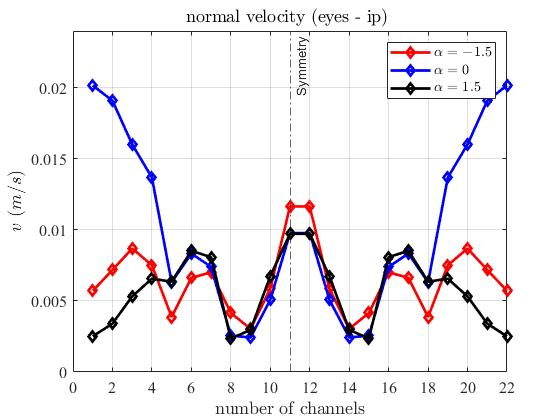 normal velocity (eyes - ip)
Symmetry
α = −1.5
α = 0
α = 1.5
0.02
0.015
0.01
0.005
0
v (m/s)
0 2 4 6 8 10 12 14 16 18 20 22
number of channels